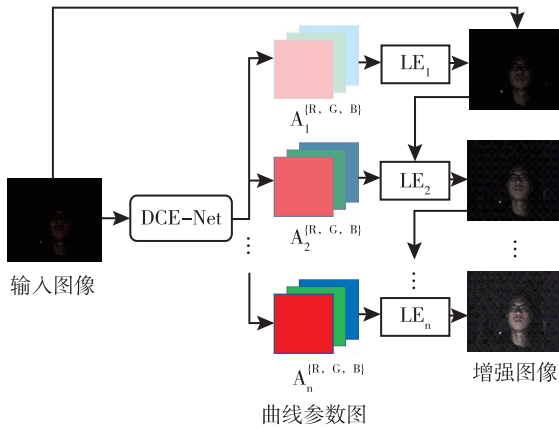 LE₁
A₁{R, G, B}
DCE-Net
LE₂
A₂{R, G, B}
⋮
⋮
⋮
输入图像
LEₙ
Aₙ{R, G, B}
增强图像
曲线参数图